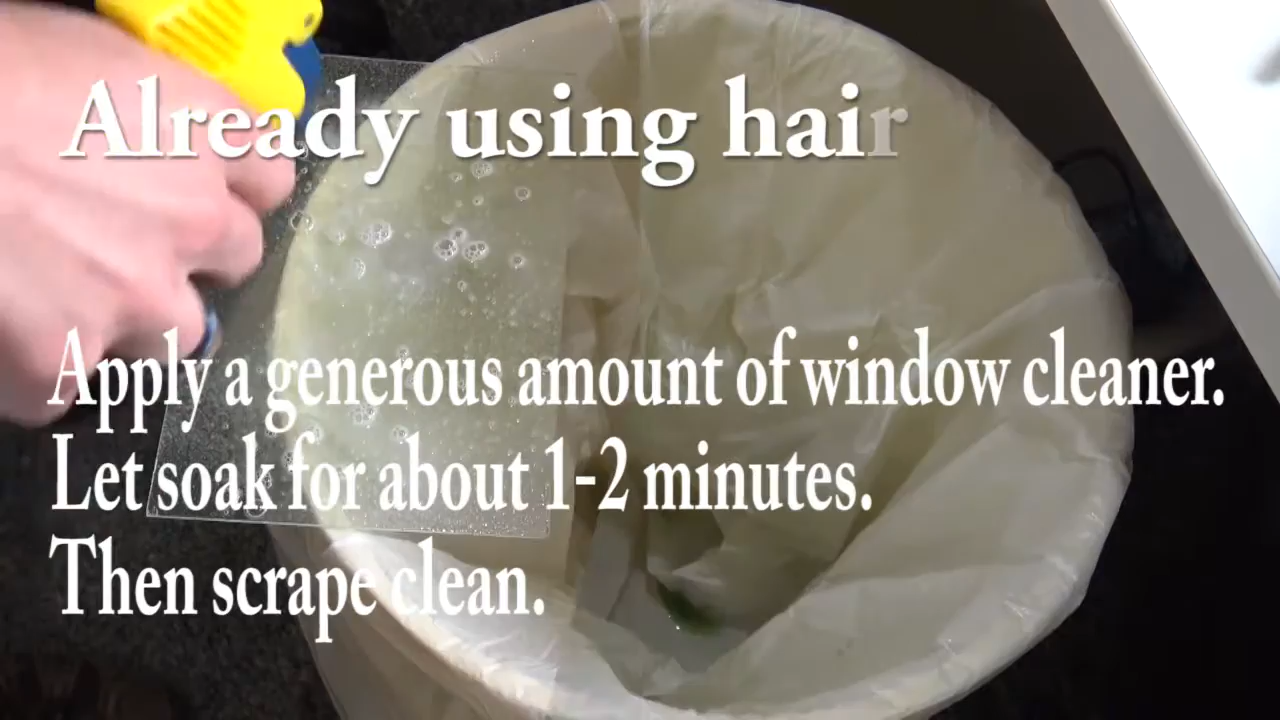 Already using hair
Apply a generous amount of window cleaner.
Let soak for about 1-2 minutes.
Then scrape clean.